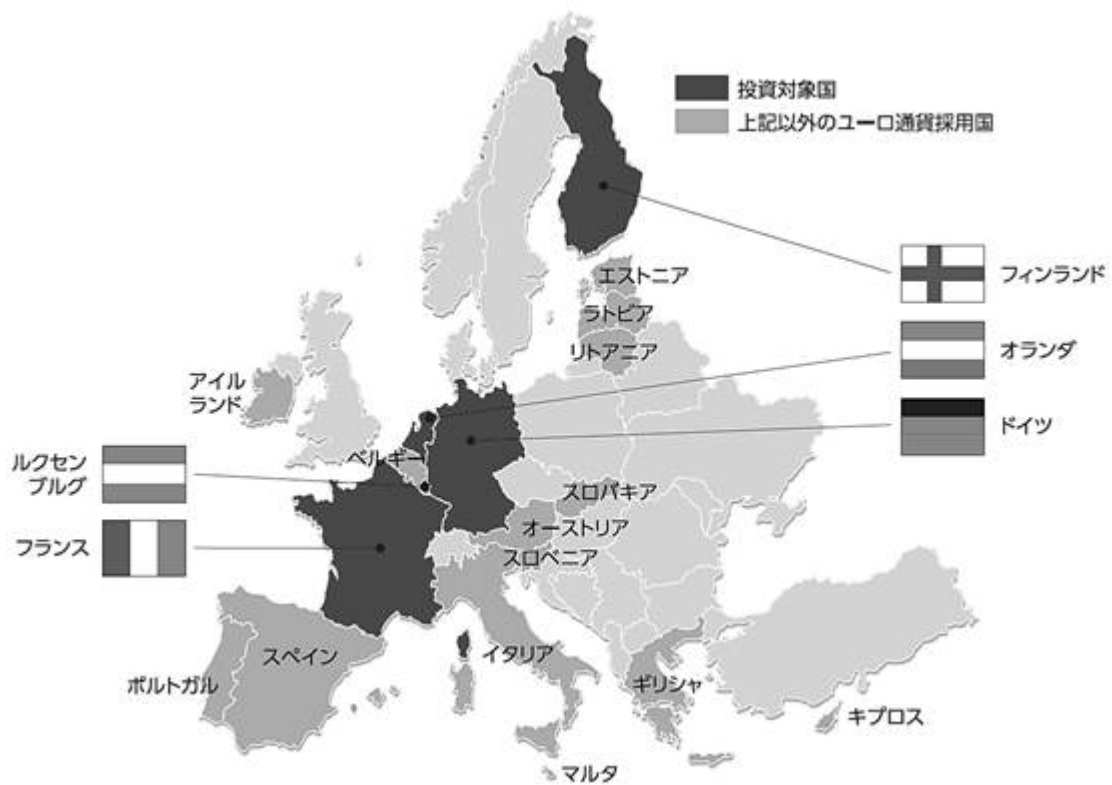 投資対象国
上記以外のユーロ通貨採用国
フィンランド
エストニア
ラトビア
オランダ
リトアニア
アイル
ランド
ドイツ
ベルギー
ルクセン
ブルグ
スロバキア
オーストリア
フランス
スロベニア
スペイン
イタリア
ポルトガル
ギリシャ
キプロス
マルタ